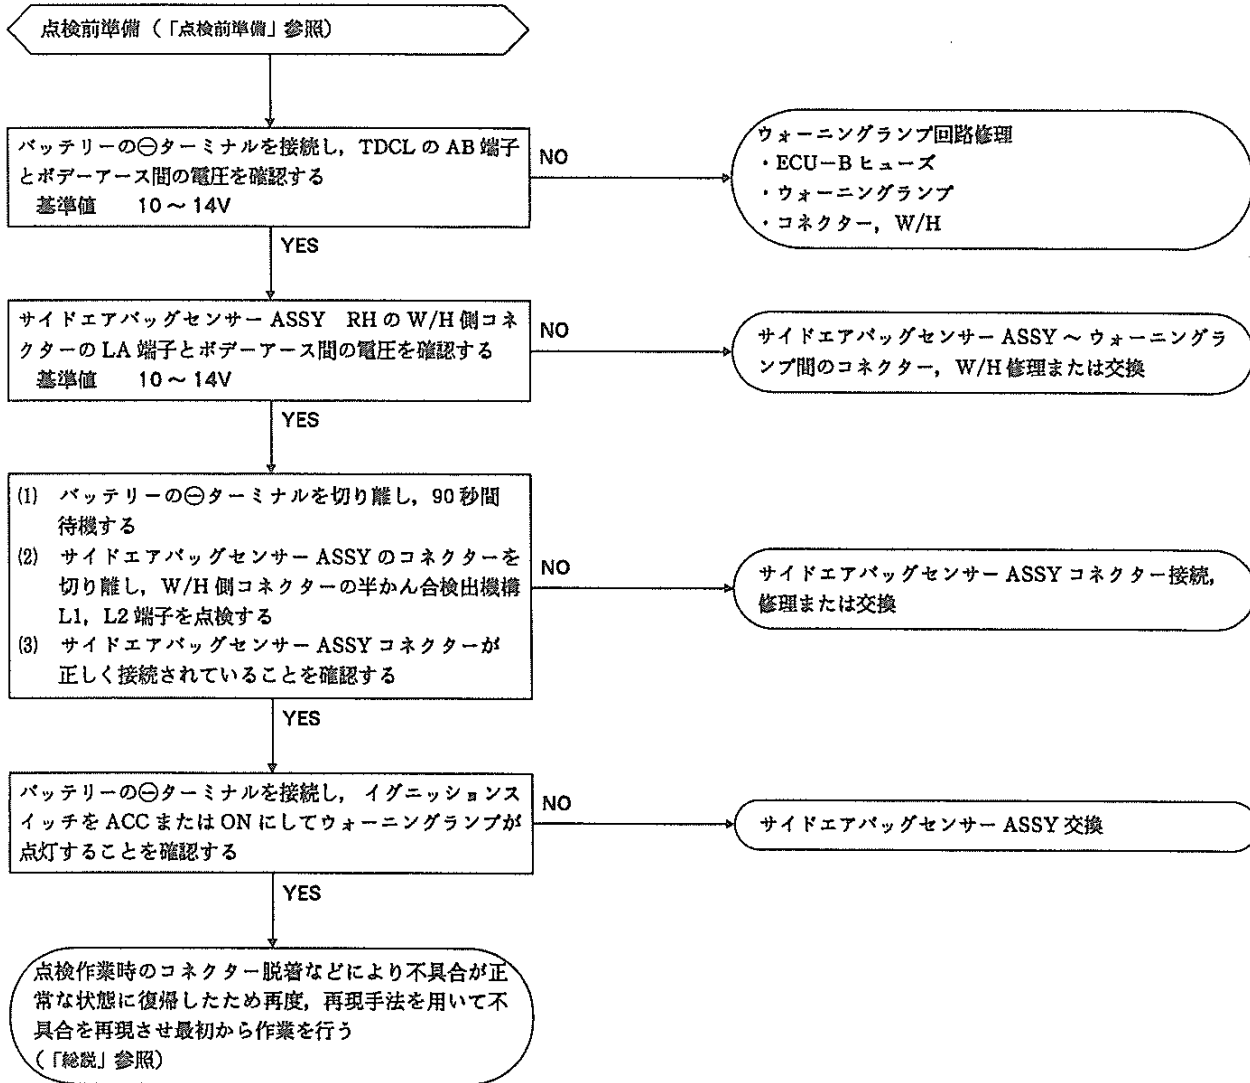 点検前準備(「点検前準備」参照)
バッテリーの⊖ターミナルを接続し,TDCL の AB 端子
とボデーアース間の電圧を確認する
基準値 10〜14V
NO
ウォーニングランプ回路修理
・ECU−B ヒューズ
・ウォーニングランプ
・コネクター,W/H
YES
サイドエアバッグセンサー ASSY RH の W/H 側コネ
クターの LA 端子とボデーアース間の電圧を確認する
基準値 10〜14V
NO
サイドエアバッグセンサー ASSY〜ウォーニングラ
ンプ間のコネクター,W/H 修理または交換
YES
(1) バッテリーの⊖ターミナルを切り離し,90 秒間
待機する
(2) サイドエアバッグセンサー ASSY のコネクターを
切り離し,W/H 側コネクターの半かん合検出機構
L1,L2 端子を点検する
(3) サイドエアバッグセンサー ASSY コネクターが
正しく接続されていることを確認する
NO
サイドエアバッグセンサー ASSY コネクター接続,
修理または交換
YES
バッテリーの⊖ターミナルを接続し,イグニッションス
イッチを ACC または ON にしてウォーニングランプが
点灯することを確認する
NO
サイドエアバッグセンサー ASSY 交換
YES
点検作業時のコネクター脱着などにより不具合が正
常な状態に復帰したため再度,再現手法を用いて不
具合を再現させ最初から作業を行う
(「総説」参照)